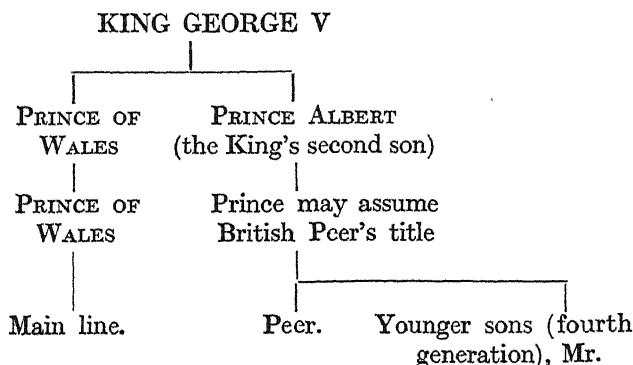 KING GEORGE V
PRINCE OF WALES
PRINCE ALBERT
(the King's second son)
PRINCE OF WALES
Prince may assume
British Pcer's title
Main line.
Peer.
Younger sons (fourth
generation), Mr.